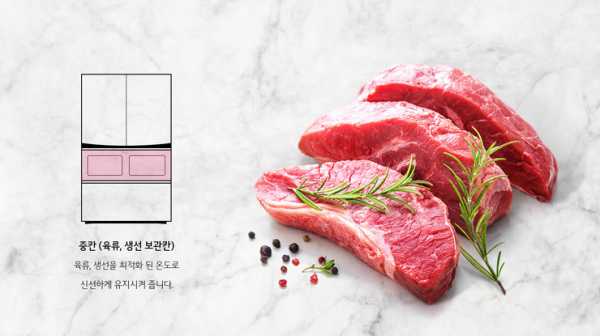 중칸 (육류, 생선 보관칸)
육류, 생선을 최적화 된 온도로
신선하게 유지시켜 줍니다.